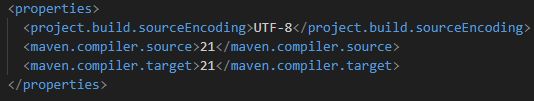 <properties>
<project.build.sourceEncoding>UTF-8</project.build.sourceEncoding>
<maven.compiler.source>21</maven.compiler.source>
<maven.compiler.target>21</maven.compiler.target>
</properties>